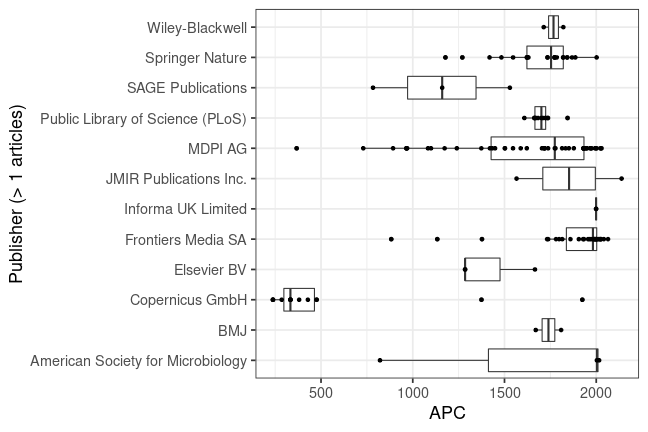 Publisher (> 1 articles)
Wiley-Blackwell
Springer Nature
SAGE Publications
Public Library of Science (PLoS)
MDPI AG
JMIR Publications Inc.
Informa UK Limited
Frontiers Media SA
Elsevier BV
Copernicus GmbH
BMJ
American Society for Microbiology
500 1000 1500 2000
APC